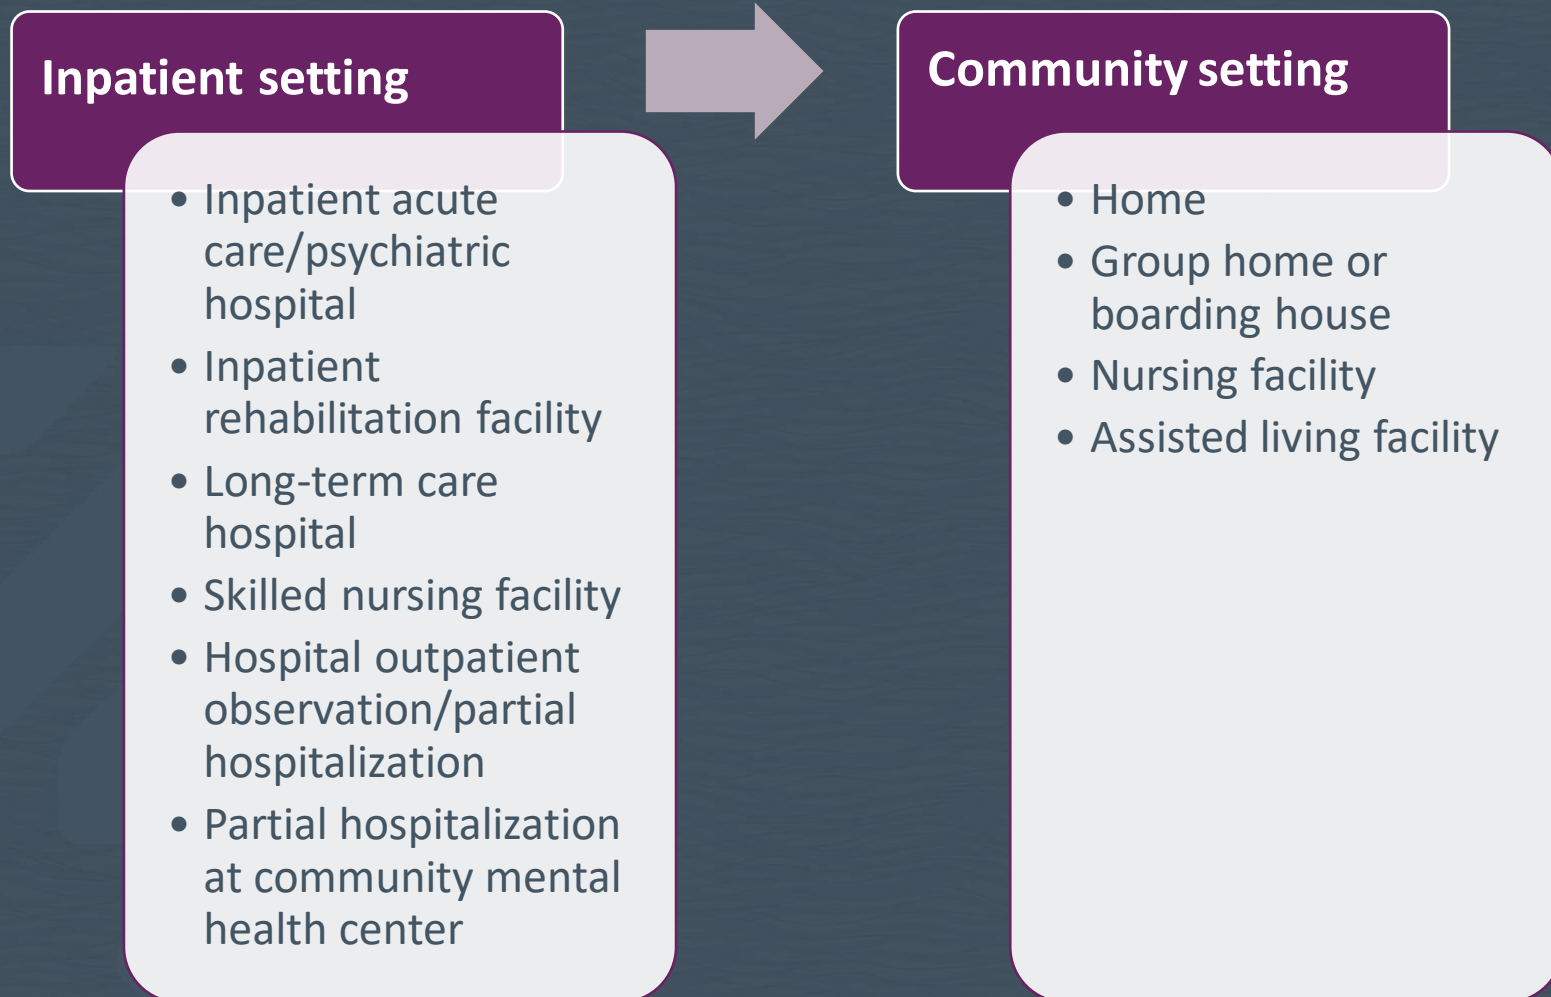 Inpatient setting
• Inpatient acute
care/psychiatric
hospital
• Inpatient
rehabilitation facility
• Long-term care
hospital
• Skilled nursing facility
• Hospital outpatient
observation/partial
hospitalization
• Partial hospitalization
at community mental
health center
Community setting
• Home
• Group home or
boarding house
• Nursing facility
• Assisted living facility